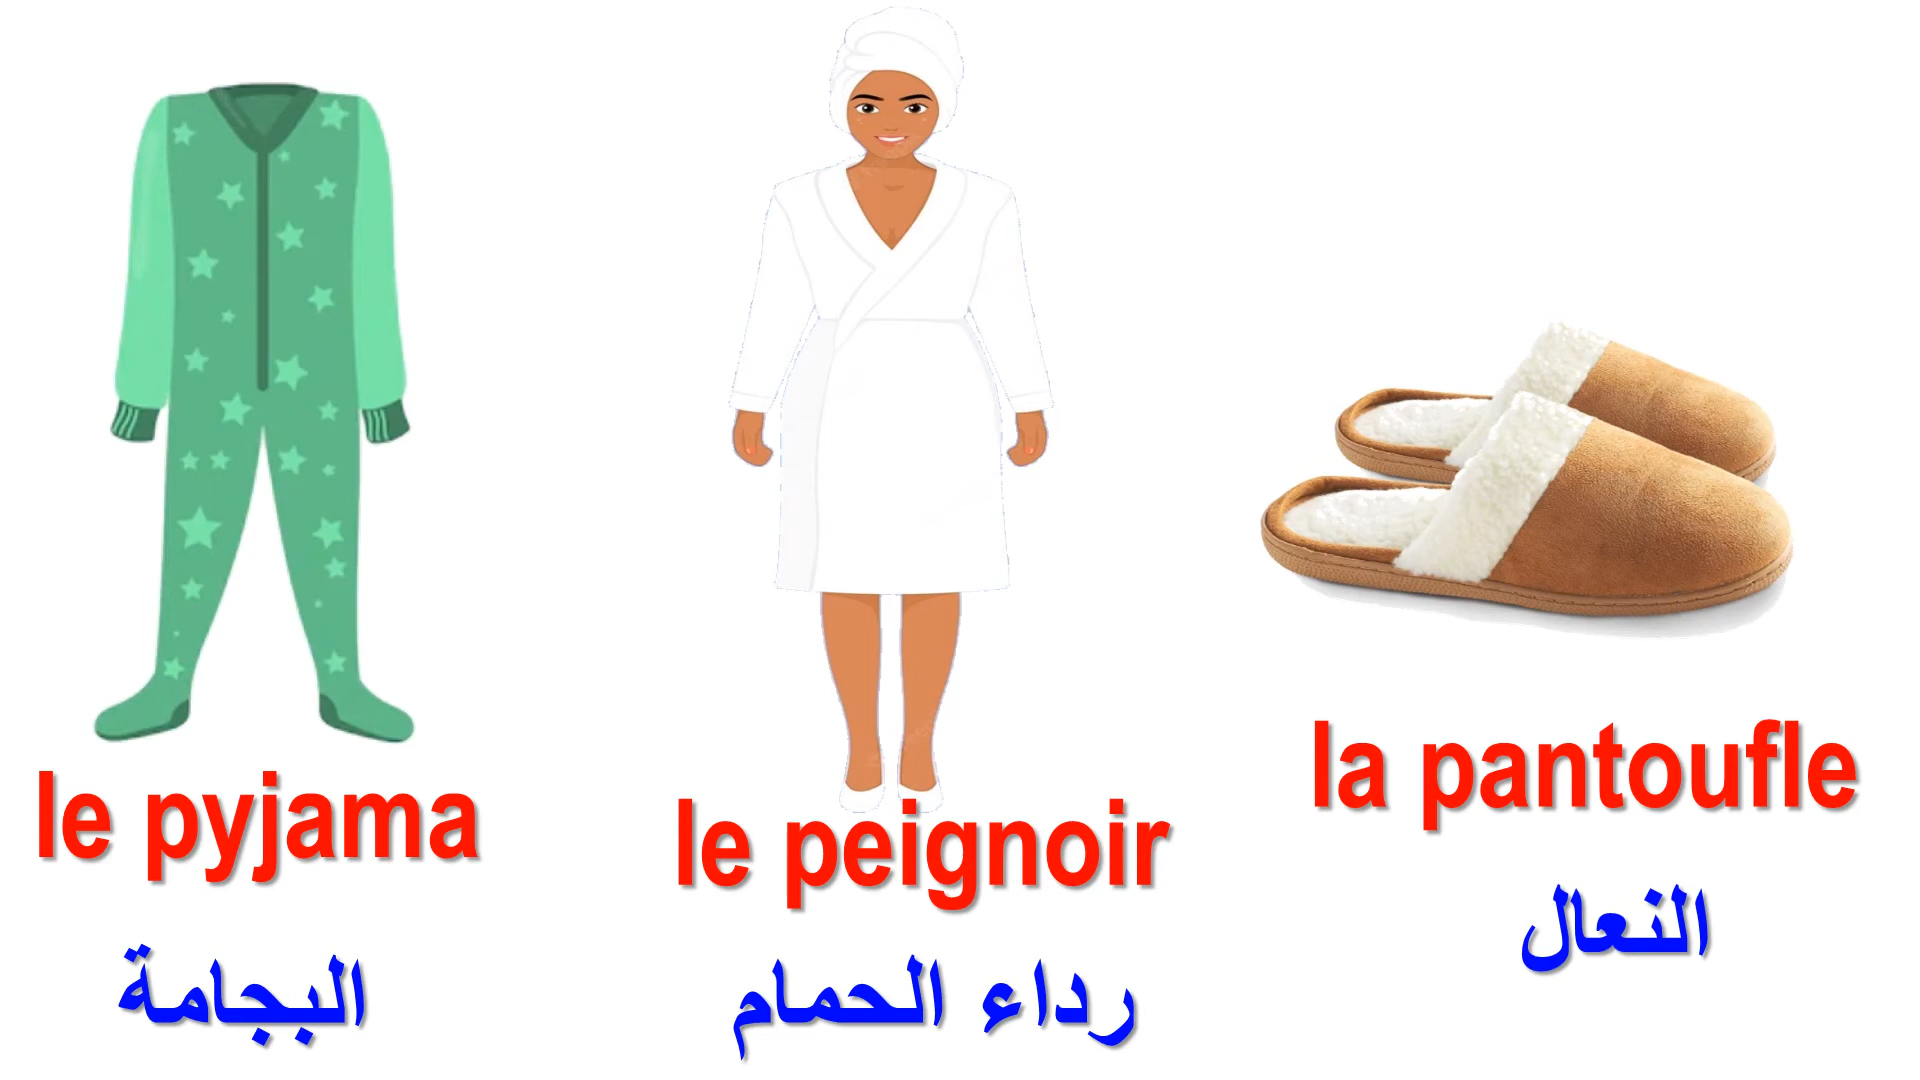 le pyjama
البجامة
le peignoir
رداء الحمام
la pantoufle
النعال